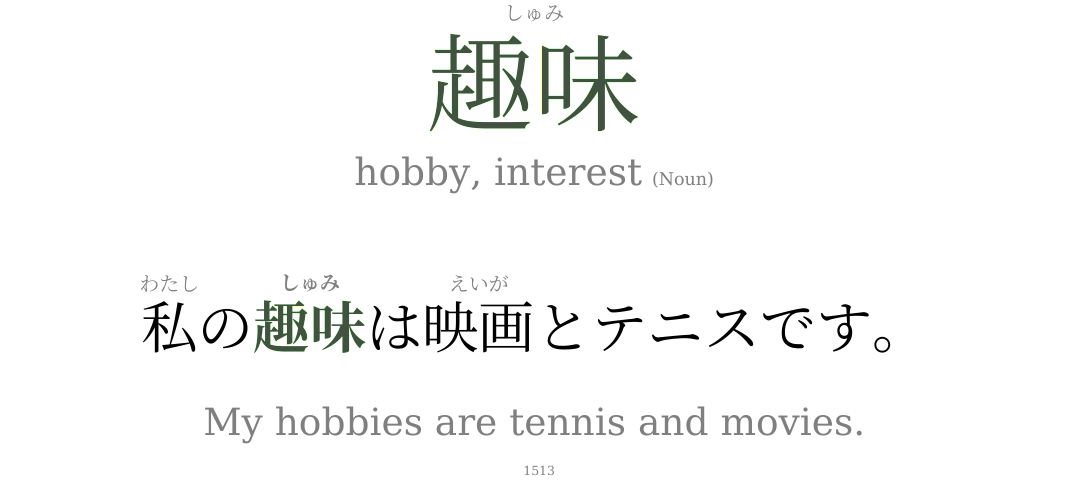 しゅみ
趣味
hobby, interest (Noun)
わたし しゅみ えいが
私の趣味は映画とテニスです。
My hobbies are tennis and movies.
1513